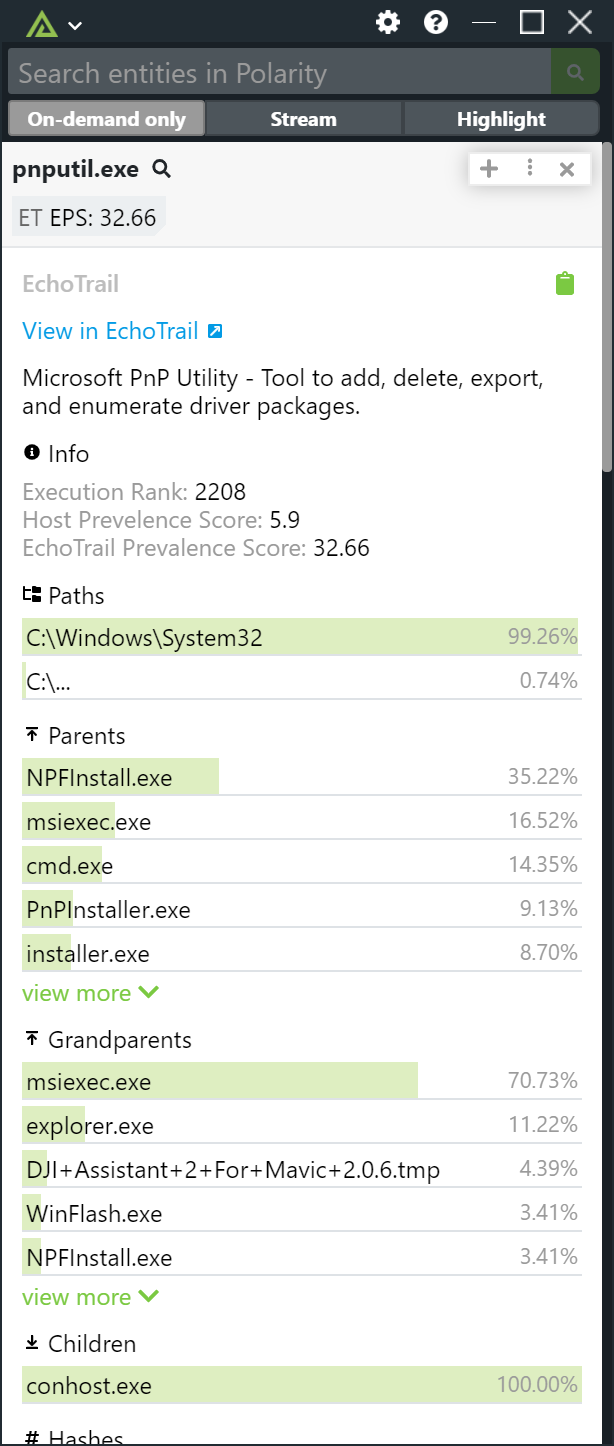 Search entities in Polarity
On-demand only Stream Highlight
pnputil.exe
ET EPS: 32.66
EchoTrail
View in EchoTrail
Microsoft PnP Utility - Tool to add, delete, export,
and enumerate driver packages.
Info
Execution Rank: 2208
Host Prevelence Score: 5.9
EchoTrail Prevalence Score: 32.66
Paths
C:\Windows\System32 99.26%
C:\... 0.74%
Parents
NPFInstall.exe 35.22%
msiexec.exe 16.52%
cmd.exe 14.35%
PnPInstaller.exe 9.13%
installer.exe 8.70%
view more
Grandparents
msiexec.exe 70.73%
explorer.exe 11.22%
DJI+Assistant+2+For+Mavic+2.0.6.tmp 4.39%
WinFlash.exe 3.41%
NPFInstall.exe 3.41%
view more
Children
conhost.exe 100.00%
# Hashes